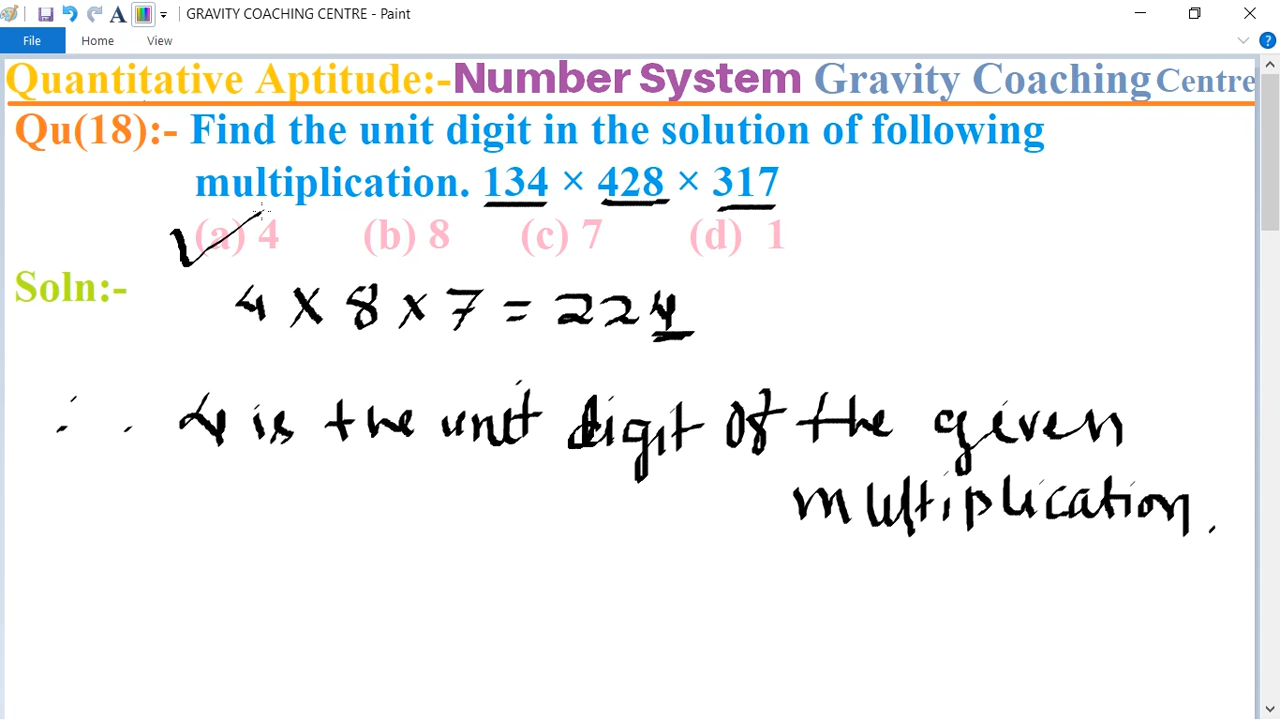 GRAVITY COACHING CENTRE - Paint
File Home View
Quantitative Aptitude:-Number System Gravity Coaching Centre
Qu(18):- Find the unit digit in the solution of following
multiplication. 134 × 428 × 317
(a) 4 (b) 8 (c) 7 (d) 1
Soln:-
4 × 8 × 7 = 224
∴ 4 is the unit digit of the given
multiplication.